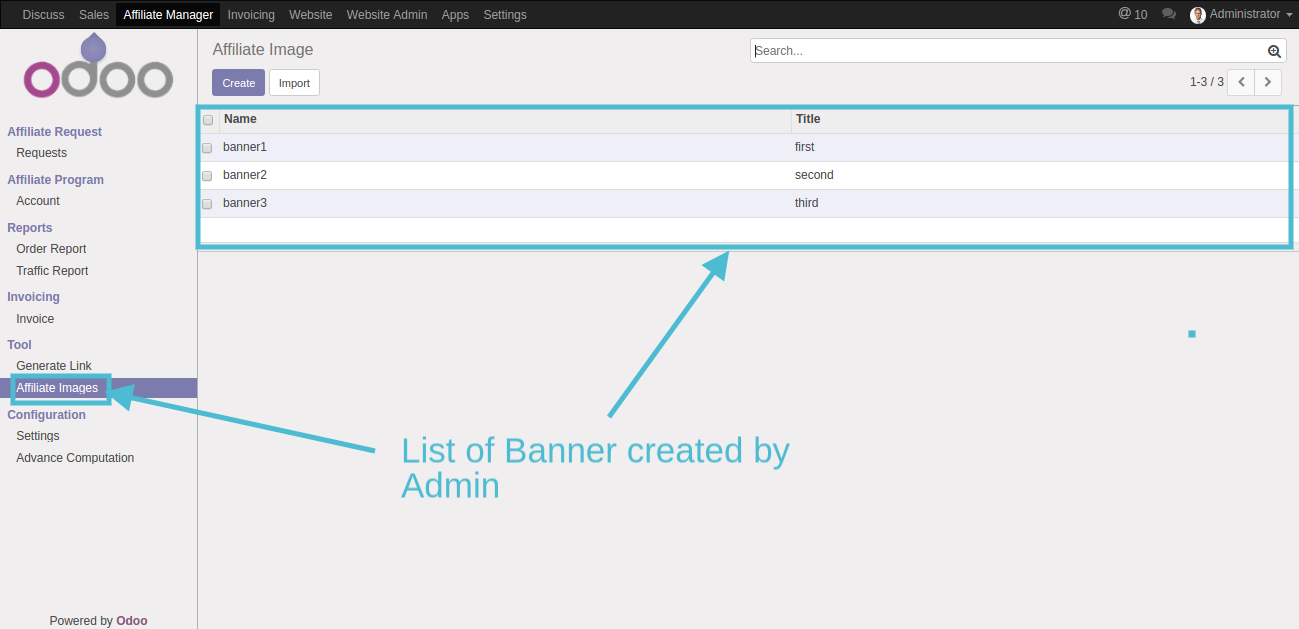 Discuss Sales Affiliate Manager Invoicing Website Website Admin Apps Settings @ 10 Administrator
odoo
Affiliate Image
Search...
Create Import
1-3 / 3
Affiliate Request
Requests
Affiliate Program
Account
Reports
Order Report
Traffic Report
Invoicing
Invoice
Tool
Generate Link
Affiliate Images
Configuration
Settings
Advance Computation
Powered by Odoo
Name Title
banner1 first
banner2 second
banner3 third
List of Banner created by
Admin